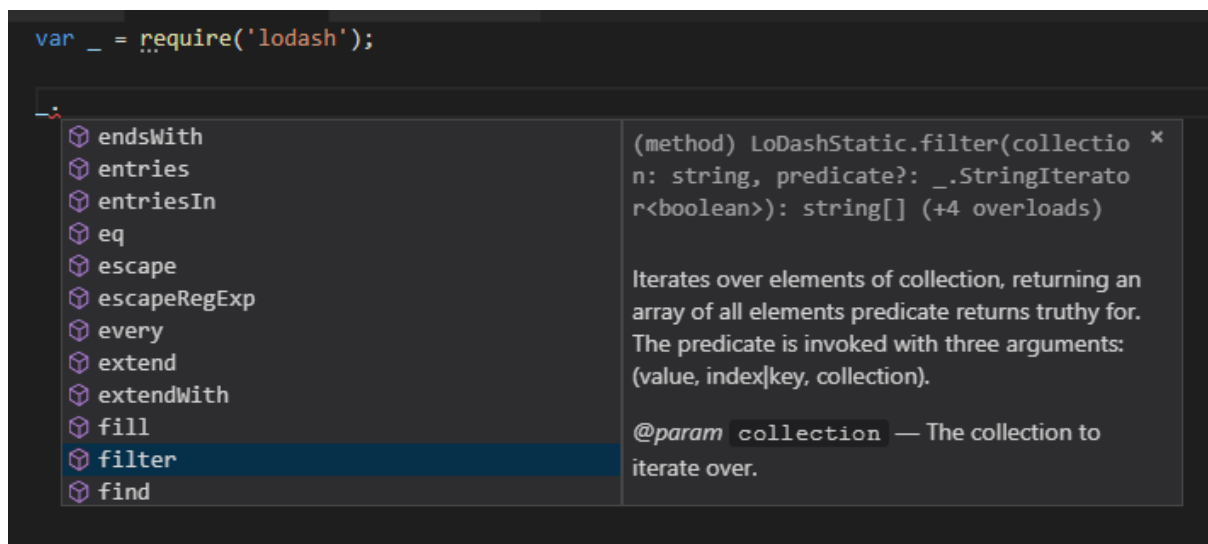 var _ = require('lodash');
_.
endsWith
entries
entriesIn
eq
escape
escapeRegExp
every
extend
extendWith
fill
filter
find
(method) LoDashStatic.filter(collectio
n: string, predicate?: _.StringIterato
r<boolean>): string[] (+4 overloads)
Iterates over elements of collection, returning an
array of all elements predicate returns truthy for.
The predicate is invoked with three arguments:
(value, index|key, collection).
@param collection — The collection to
iterate over.